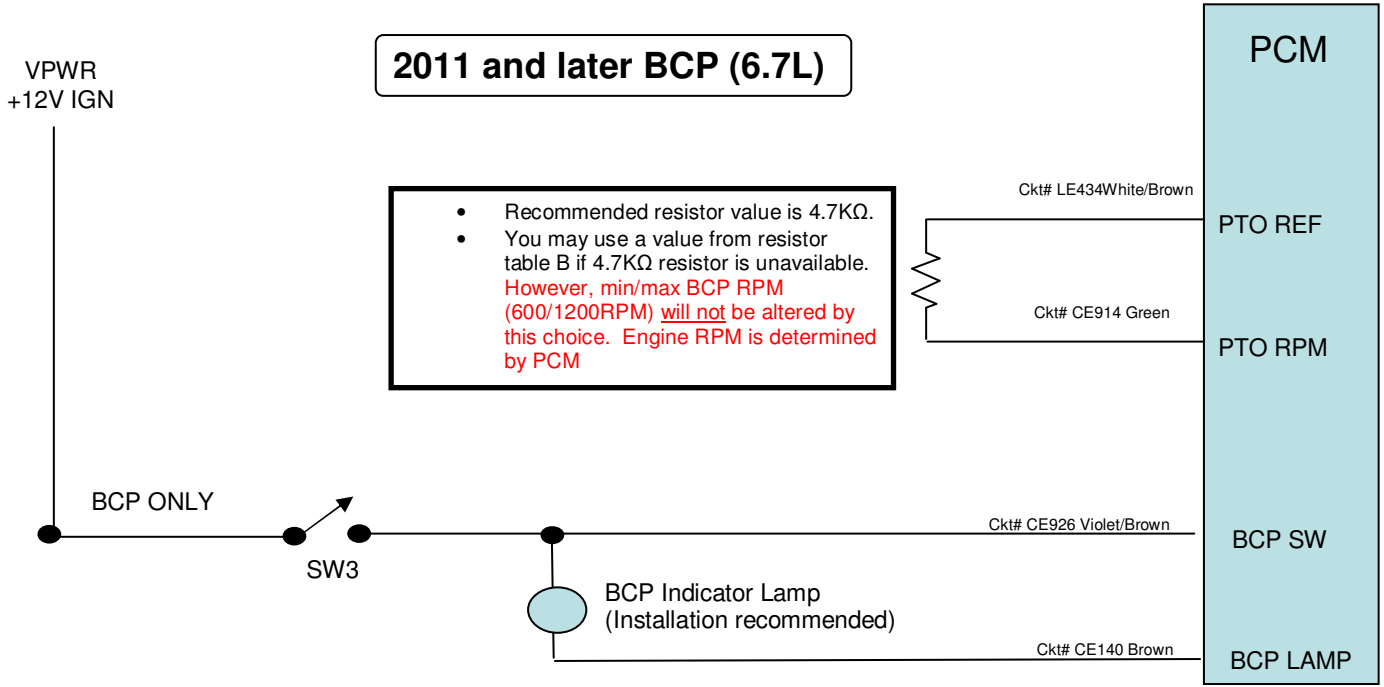 2011 and later BCP (6.7L)
PCM
VPWR
+12V IGN
Ckt# LE434White/Brown
PTO REF
• Recommended resistor value is 4.7KΩ.
• You may use a value from resistor
table B if 4.7KΩ resistor is unavailable.
However, min/max BCP RPM
(600/1200RPM) will not be altered by
this choice. Engine RPM is determined
by PCM
Ckt# CE914 Green
PTO RPM
BCP ONLY
SW3
Ckt# CE926 Violet/Brown
BCP SW
BCP Indicator Lamp
(Installation recommended)
Ckt# CE140 Brown
BCP LAMP